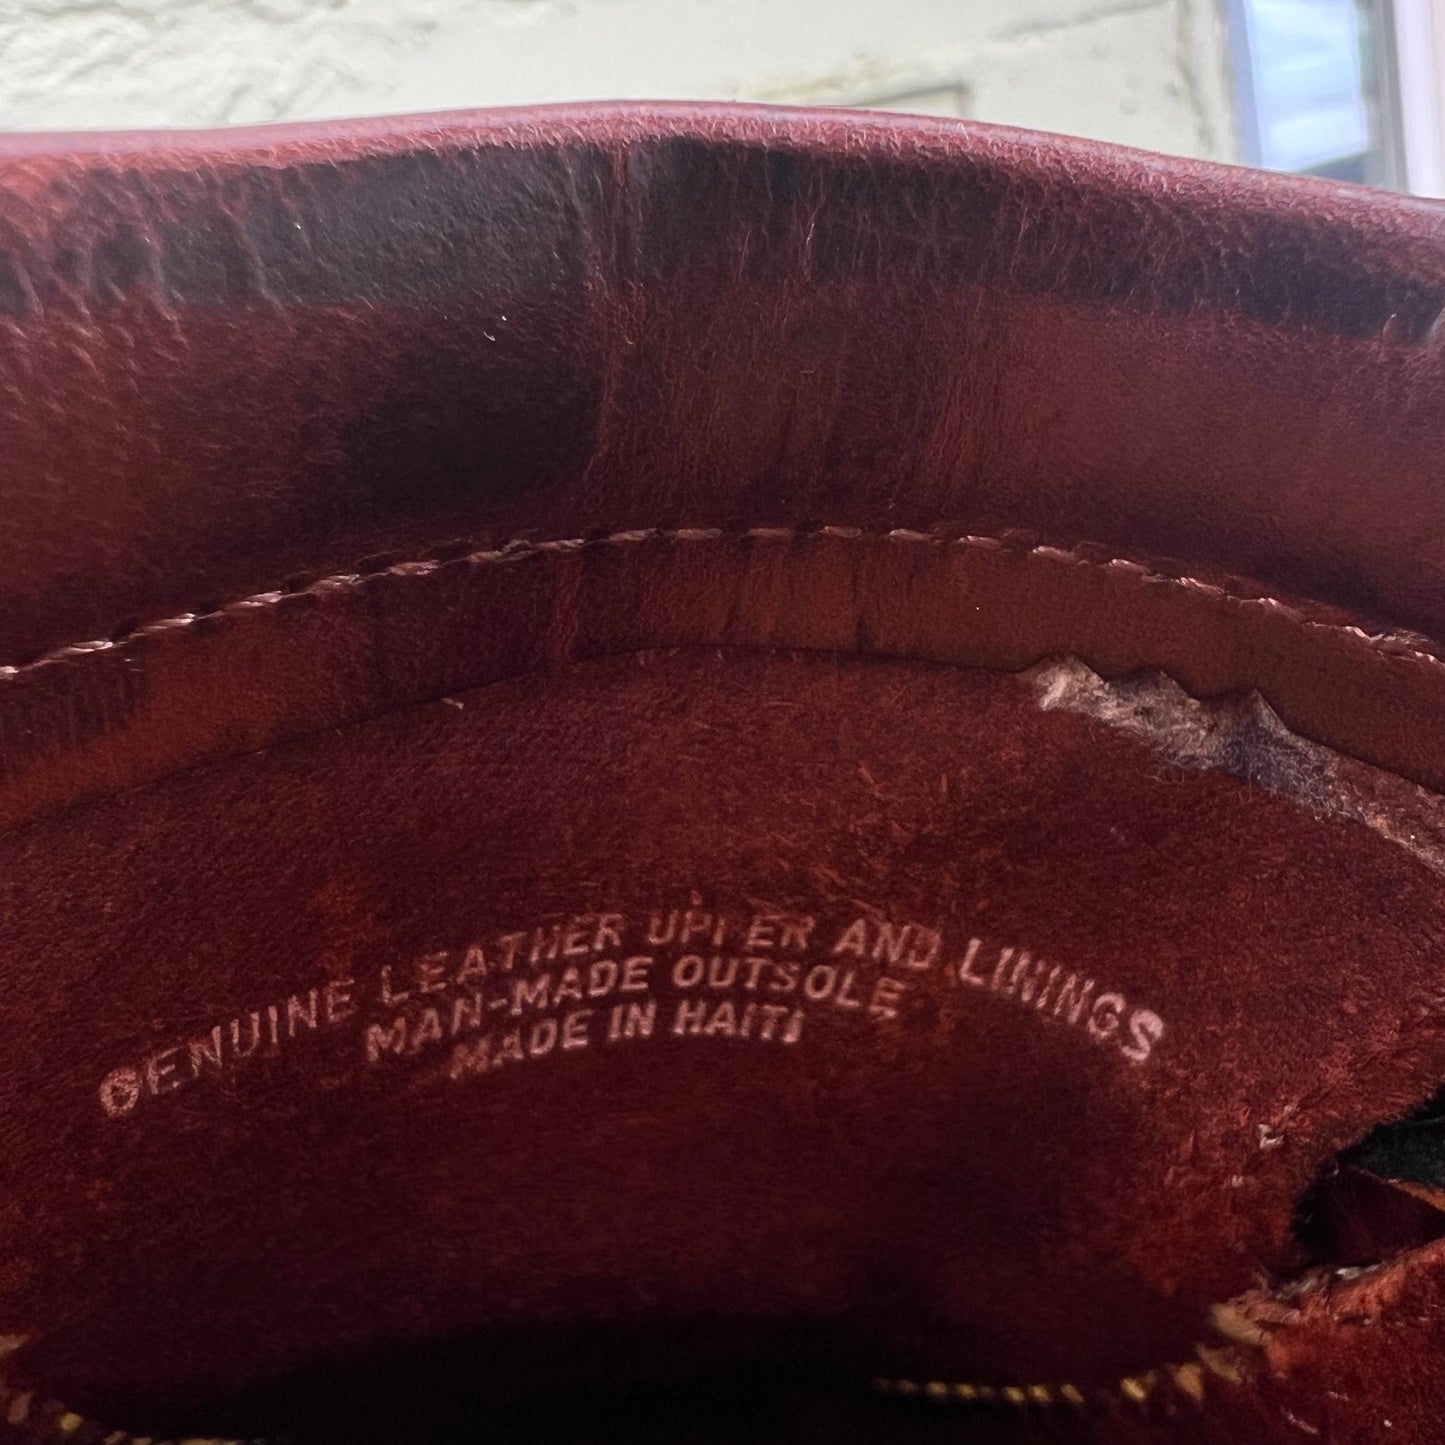 GENUINE LEATHER UPPER AND LININGS
MAN-MADE OUTSOLE
MADE IN HAITI